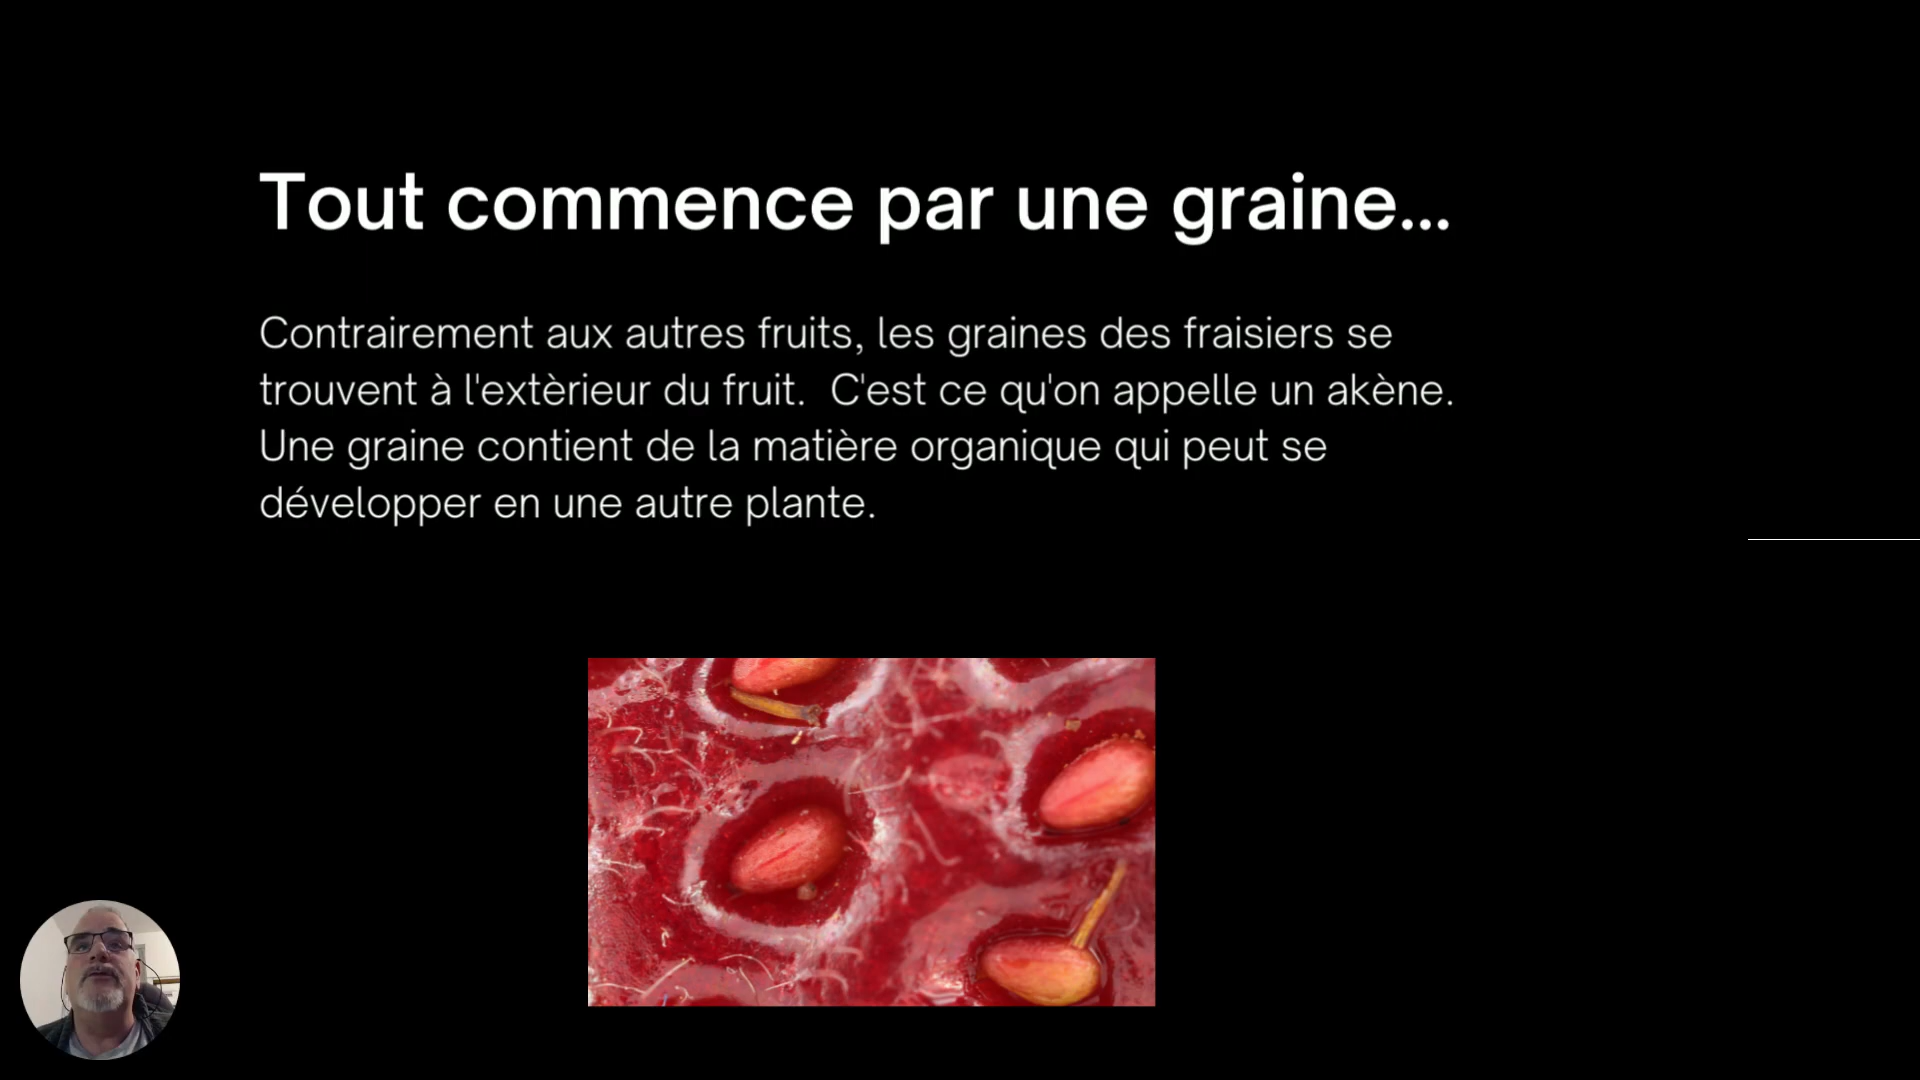 Tout commence par une graine...
Contrairement aux autres fruits, les graines des fraisiers se
trouvent à l'extèrieur du fruit.  C'est ce qu'on appelle un akène.
Une graine contient de la matière organique qui peut se
développer en une autre plante.